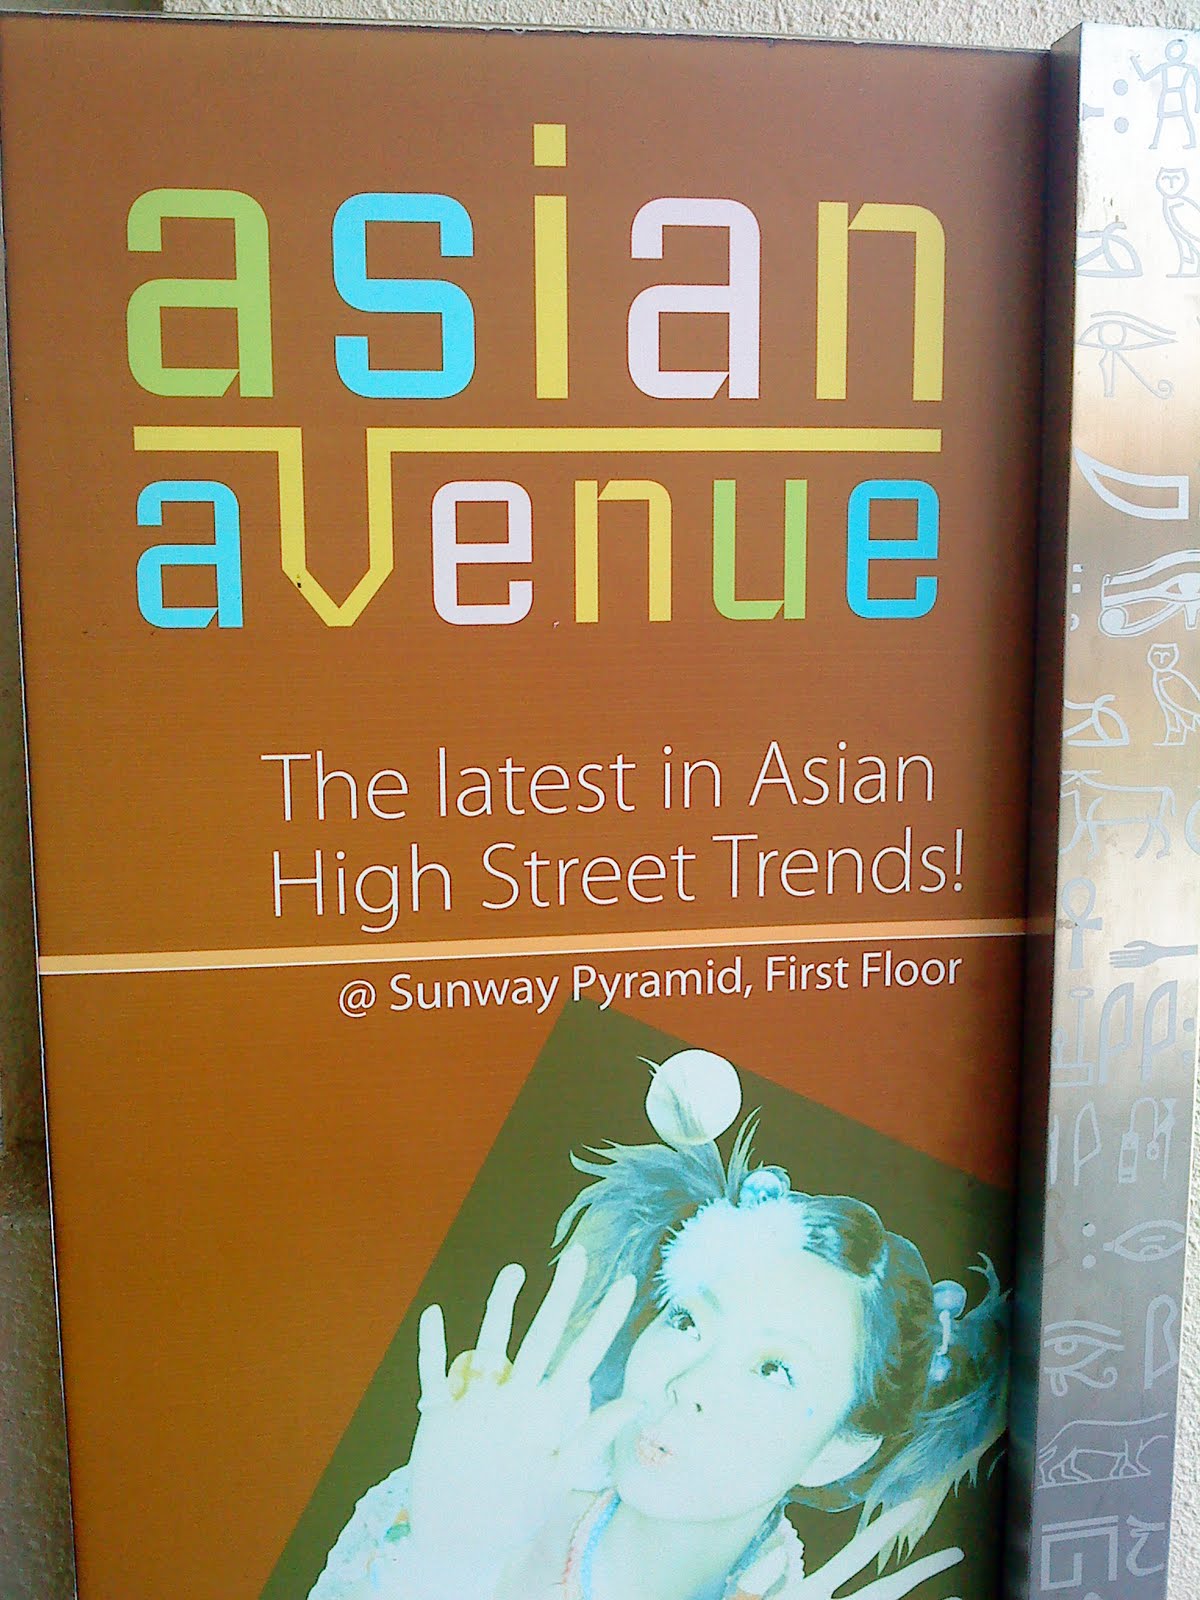 asian
avenue
The latest in Asian
High Street Trends!
@ Sunway Pyramid, First Floor